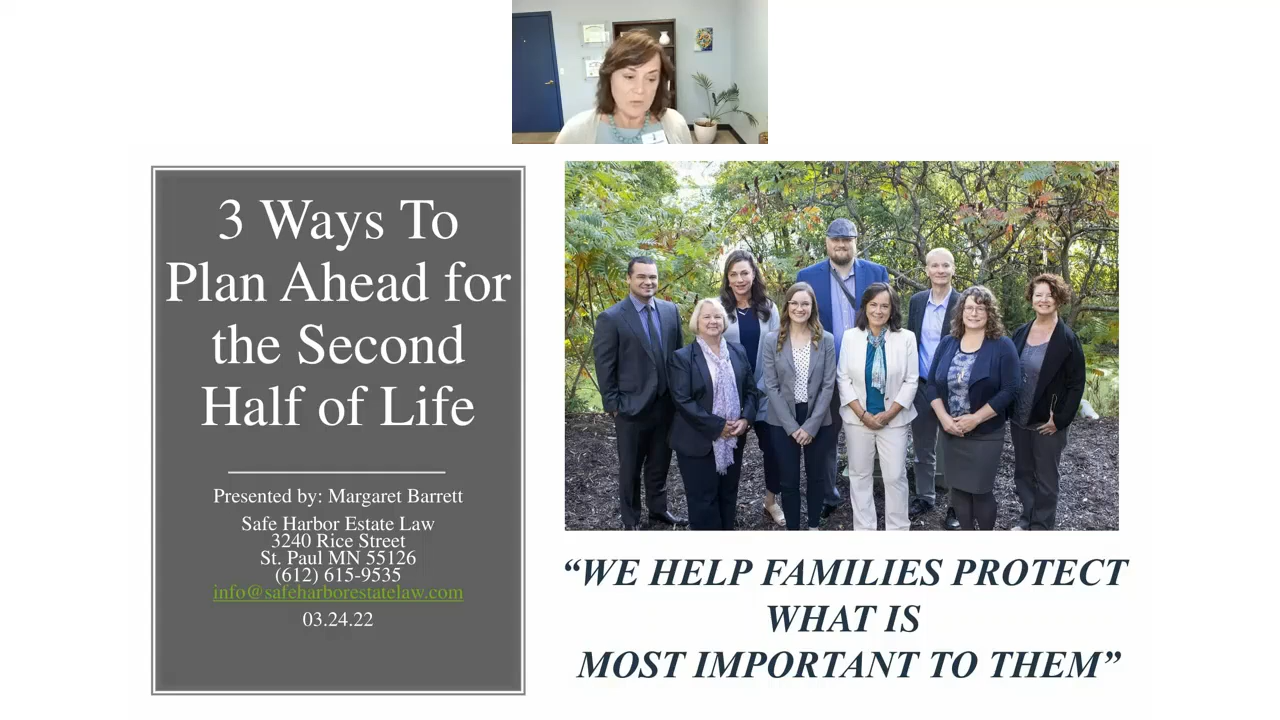 3 Ways To
Plan Ahead for
the Second
Half of Life
Presented by: Margaret Barrett
Safe Harbor Estate Law
3240 Rice Street
St. Paul MN 55126
(612) 615-9535
info@safeharborestatelaw.com
03.24.22
“WE HELP FAMILIES PROTECT
WHAT IS
MOST IMPORTANT TO THEM”